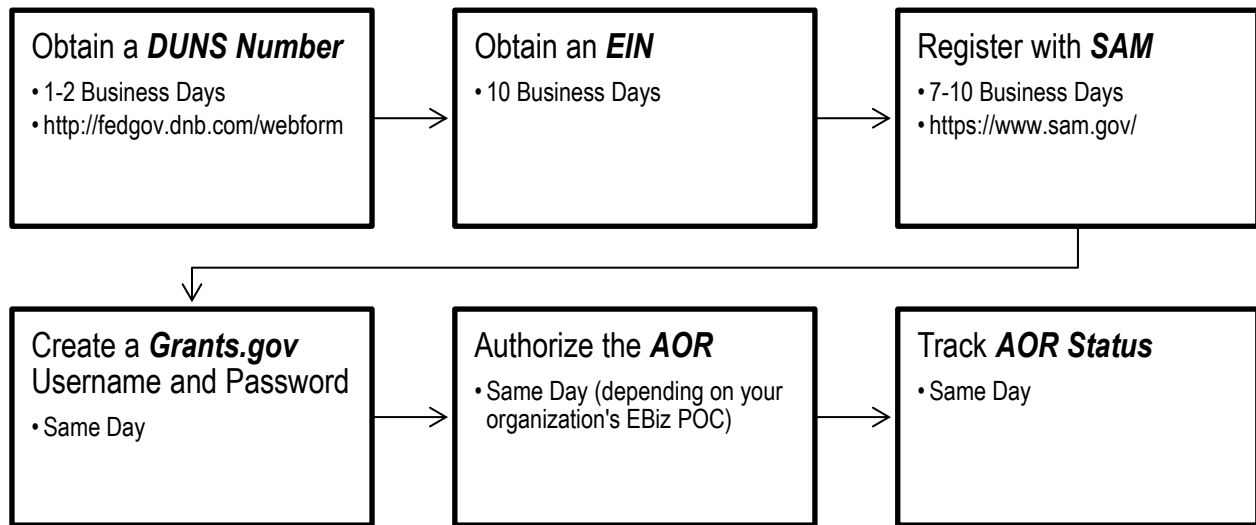 Obtain a DUNS Number
• 1-2 Business Days
• http://fedgov.dnb.com/webform
Obtain an EIN
• 10 Business Days
Register with SAM
• 7-10 Business Days
• https://www.sam.gov/
Create a Grants.gov
Username and Password
• Same Day
Authorize the AOR
• Same Day (depending on your
organization's EBiz POC)
Track AOR Status
• Same Day